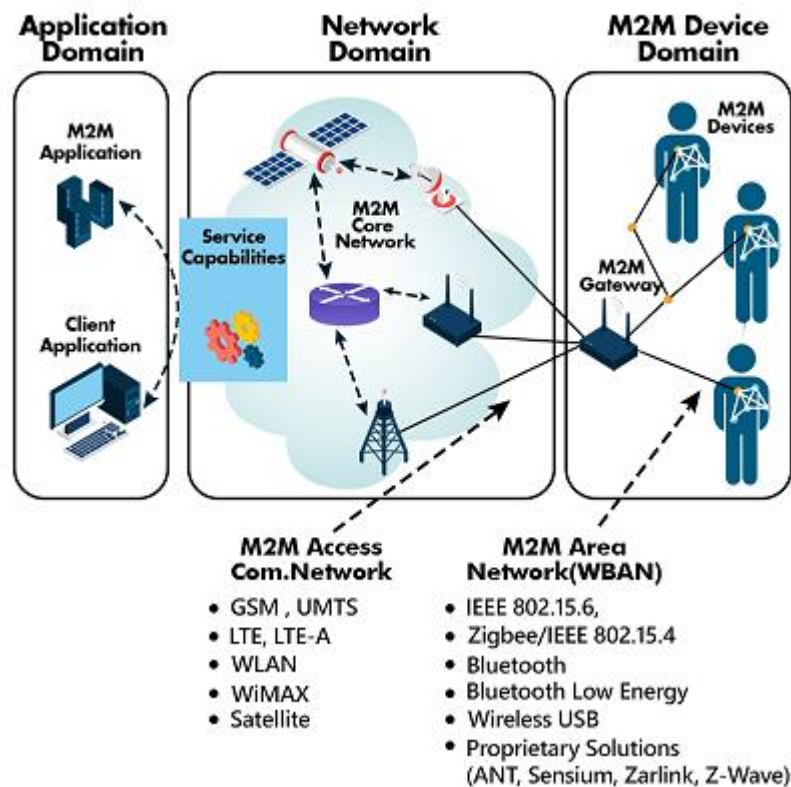 Application
Domain
Network
Domain
M2M Device
Domain
M2M
Application
Client
Application
Service
Capabilities
M2M
Core
Network
M2M
Devices
M2M
Gateway
M2M Access
Com.Network
• GSM , UMTS
• LTE, LTE-A
• WLAN
• WiMAX
• Satellite
M2M Area
Network(WBAN)
• IEEE 802.15.6,
• Zigbee/IEEE 802.15.4
• Bluetooth
• Bluetooth Low Energy
• Wireless USB
• Proprietary Solutions
(ANT, Sensium, Zarlink, Z-Wave)